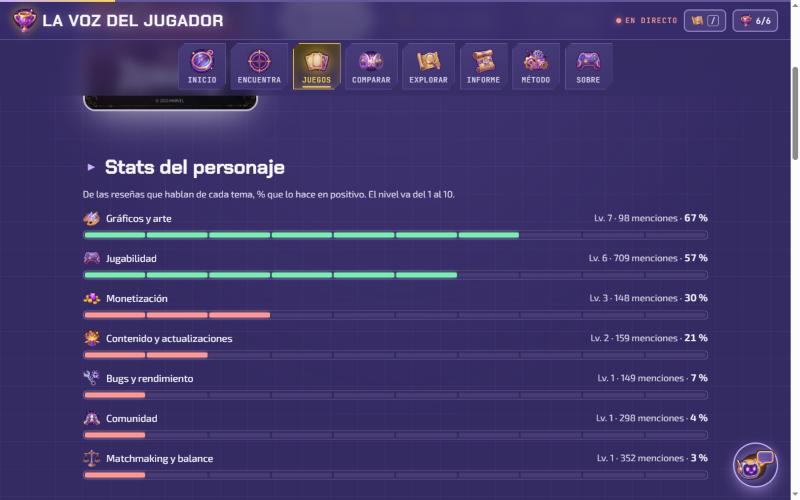 LA VOZ DEL JUGADOR
EN DIRECTO
/
6/6
INICIO
ENCUENTRA
JUEGOS
COMPARAR
EXPLORAR
INFORME
MÉTODO
SOBRE
Stats del personaje
De las reseñas que hablan de cada tema, % que lo hace en positivo. El nivel va del 1 al 10.
Gráficos y arte Lv. 7 · 98 menciones · 67 %
Jugabilidad Lv. 6 · 709 menciones · 57 %
Monetización Lv. 3 · 148 menciones · 30 %
Contenido y actualizaciones Lv. 2 · 159 menciones · 21 %
Bugs y rendimiento Lv. 1 · 149 menciones · 7 %
Comunidad Lv. 1 · 298 menciones · 4 %
Matchmaking y balance Lv. 1 · 352 menciones · 3 %